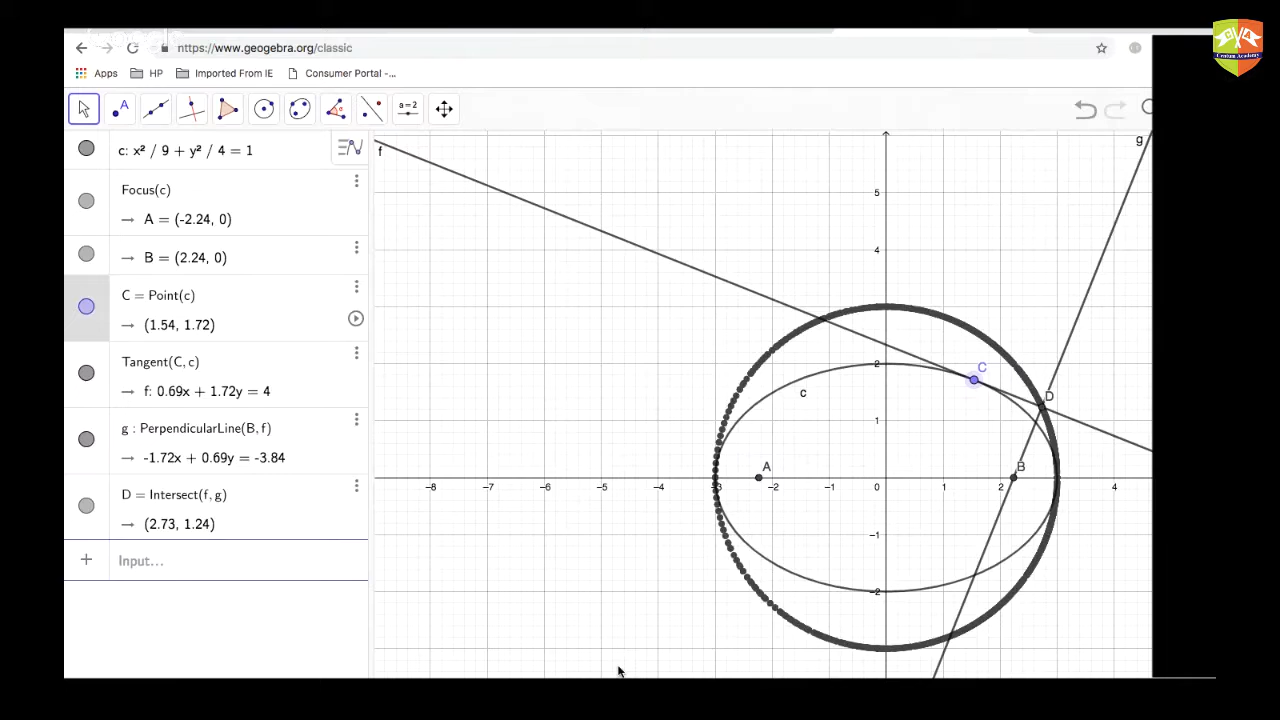 https://www.geogebra.org/classic
Apps HP Imported From IE Consumer Portal -...
A a=2
c: x² / 9 + y² / 4 = 1
Focus(c)
→ A = (-2.24, 0)
→ B = (2.24, 0)
C = Point(c)
→ (1.54, 1.72)
Tangent(C, c)
→ f: 0.69x + 1.72y = 4
g : PerpendicularLine(B, f)
→ -1.72x + 0.69y = -3.84
D = Intersect(f, g)
→ (2.73, 1.24)
+ Input...
f g
5
4
2
C
c
D
1
A B
−8 −7 −6 −5 −4 −3 −2 −1 0 1 2 4
−1
−2
Centum Academy